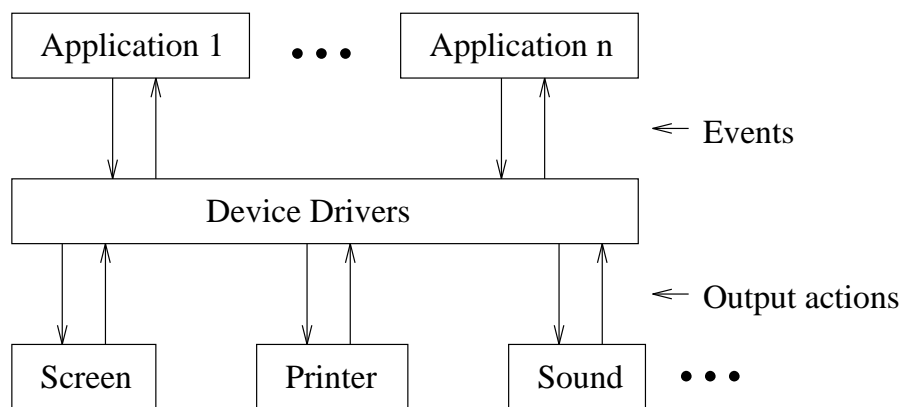 Application 1
Application n
Events
Device Drivers
Output actions
Screen
Printer
Sound